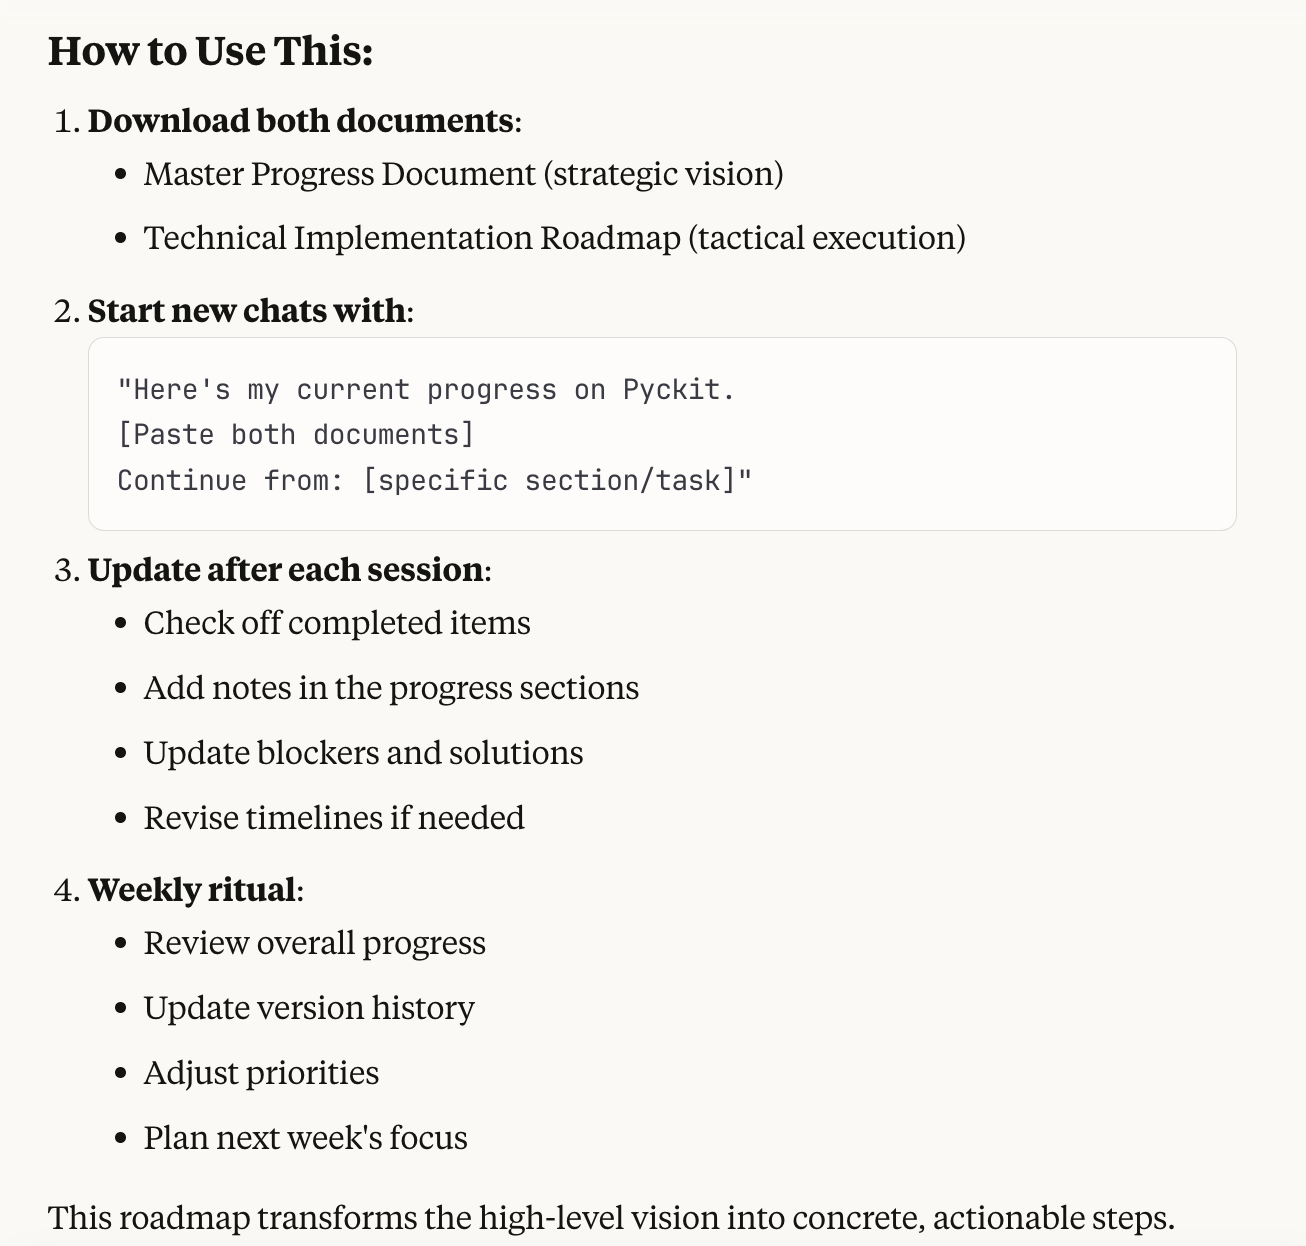 How to Use This:
1. Download both documents:
• Master Progress Document (strategic vision)
• Technical Implementation Roadmap (tactical execution)
2. Start new chats with:
"Here's my current progress on Pyckit.
[Paste both documents]
Continue from: [specific section/task]"
3. Update after each session:
• Check off completed items
• Add notes in the progress sections
• Update blockers and solutions
• Revise timelines if needed
4. Weekly ritual:
• Review overall progress
• Update version history
• Adjust priorities
• Plan next week's focus
This roadmap transforms the high-level vision into concrete, actionable steps.